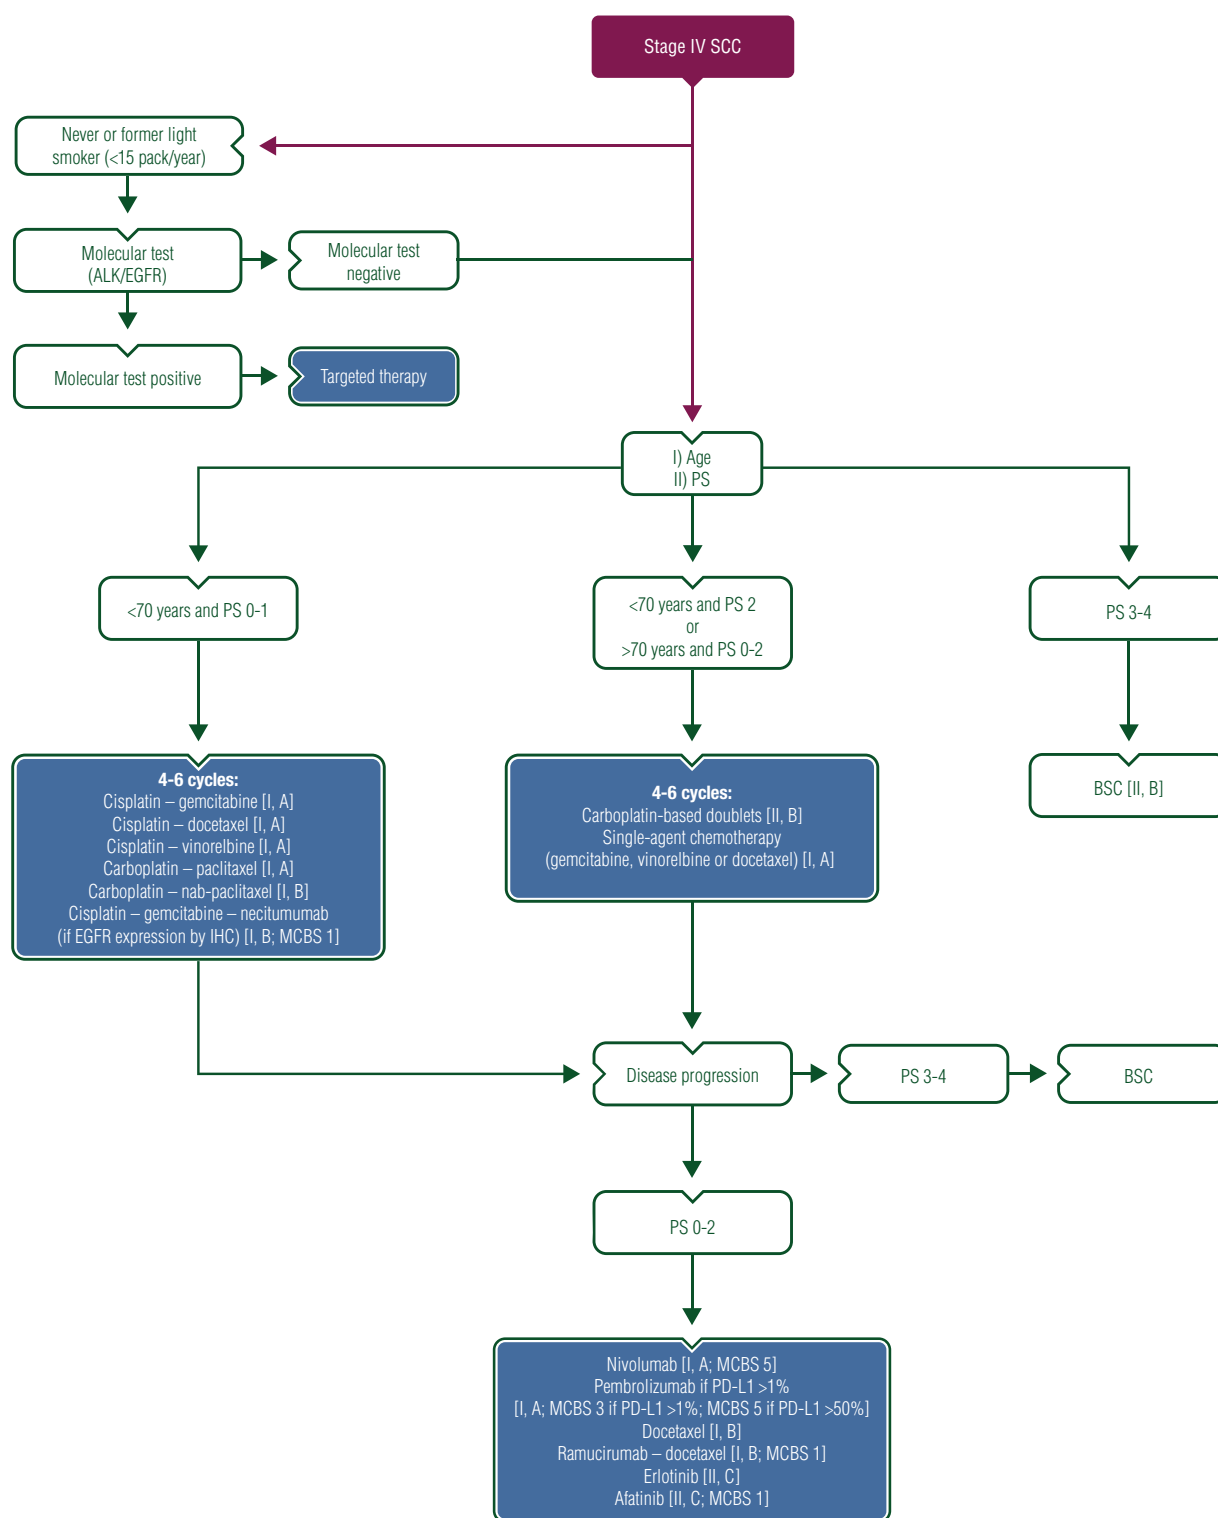 Stage IV SCC
Never or former light
smoker (<15 pack/year)
Molecular test
(ALK/EGFR)
Molecular test
negative
Molecular test positive
Targeted therapy
I) Age
II) PS
<70 years and PS 0-1
<70 years and PS 2
or
>70 years and PS 0-2
PS 3-4
4-6 cycles:
Cisplatin – gemcitabine [I, A]
Cisplatin – docetaxel [I, A]
Cisplatin – vinorelbine [I, A]
Carboplatin – paclitaxel [I, A]
Carboplatin – nab-paclitaxel [I, B]
Cisplatin – gemcitabine – necitumumab
(if EGFR expression by IHC) [I, B; MCBS 1]
4-6 cycles:
Carboplatin-based doublets [II, B]
Single-agent chemotherapy
(gemcitabine, vinorelbine or docetaxel) [I, A]
BSC [II, B]
Disease progression
PS 3-4
BSC
PS 0-2
Nivolumab [I, A; MCBS 5]
Pembrolizumab if PD-L1 >1%
[I, A; MCBS 3 if PD-L1 >1%; MCBS 5 if PD-L1 >50%]
Docetaxel [I, B]
Ramucirumab – docetaxel [I, B; MCBS 1]
Erlotinib [II, C]
Afatinib [II, C; MCBS 1]